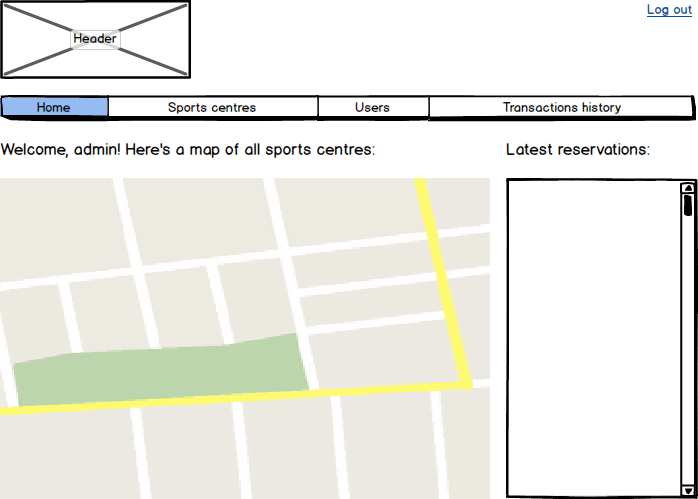 Log out
Header
Home
Sports centres
Users
Transactions history
Welcome, admin! Here's a map of all sports centres:
Latest reservations: